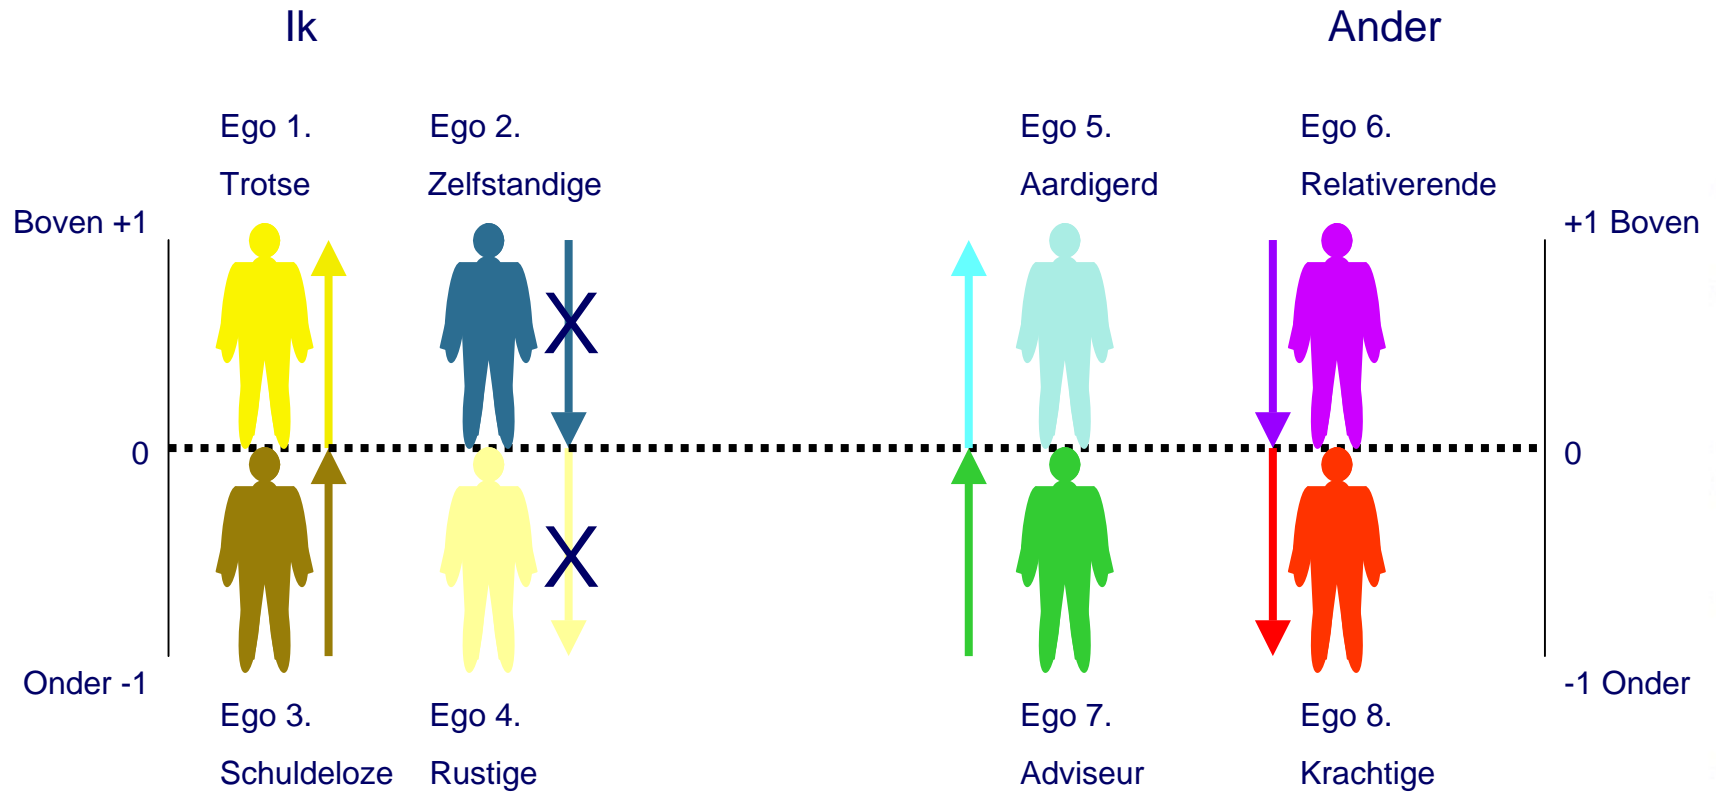 Ik
Ander
Ego 1.
Ego 2.
Ego 5.
Ego 6.
Trotse
Zelfstandige
Aardigerd
Relativerende
Boven +1
+1 Boven
X
0
0
X
Onder -1
-1 Onder
Ego 3.
Ego 4.
Ego 7.
Ego 8.
Schuldeloze
Rustige
Adviseur
Krachtige